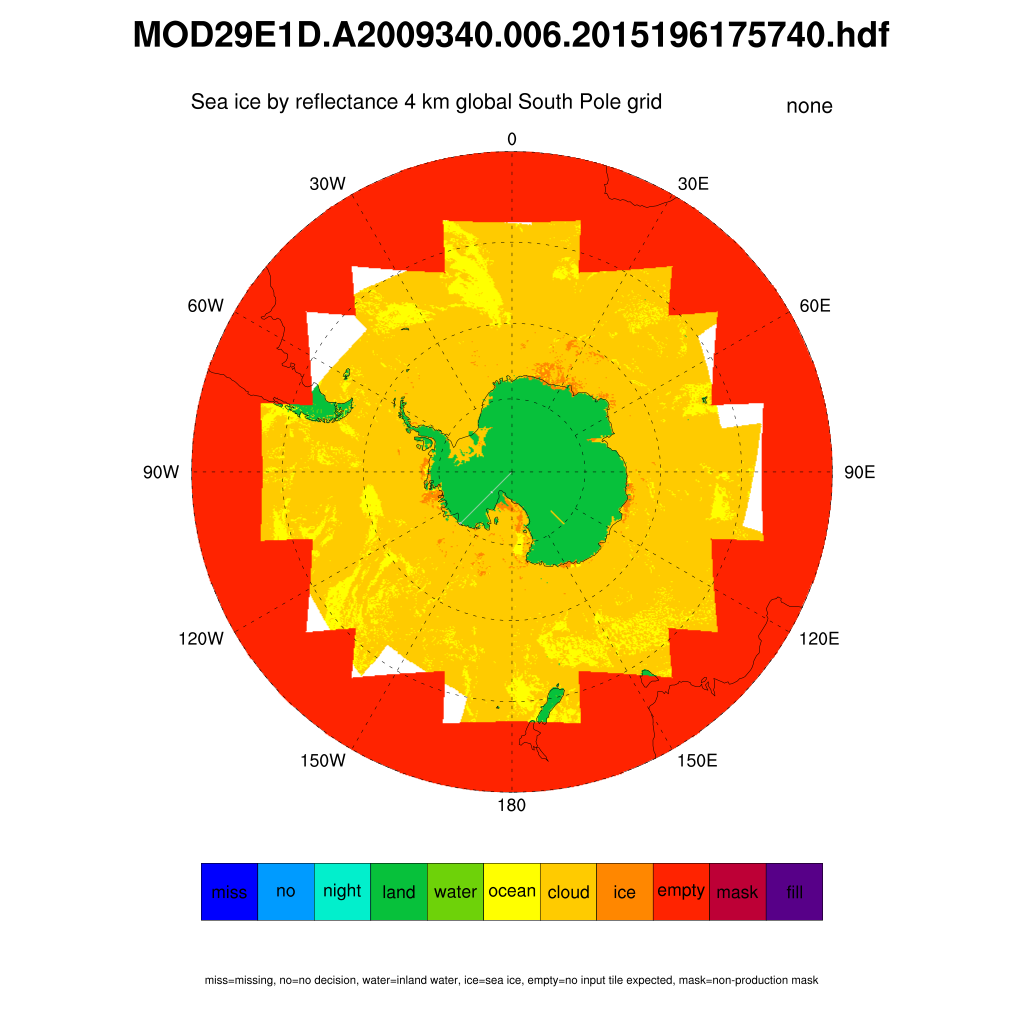 MOD29E1D.A2009340.006.2015196175740.hdf
Sea ice by reflectance 4 km global South Pole grid
none
0
30W
30E
60W
60E
90W
90E
120W
120E
150W
150E
180
miss no night land water ocean cloud ice empty mask fill
miss=missing, no=no decision, water=inland water, ice=sea ice, empty=no input tile expected, mask=non-production mask